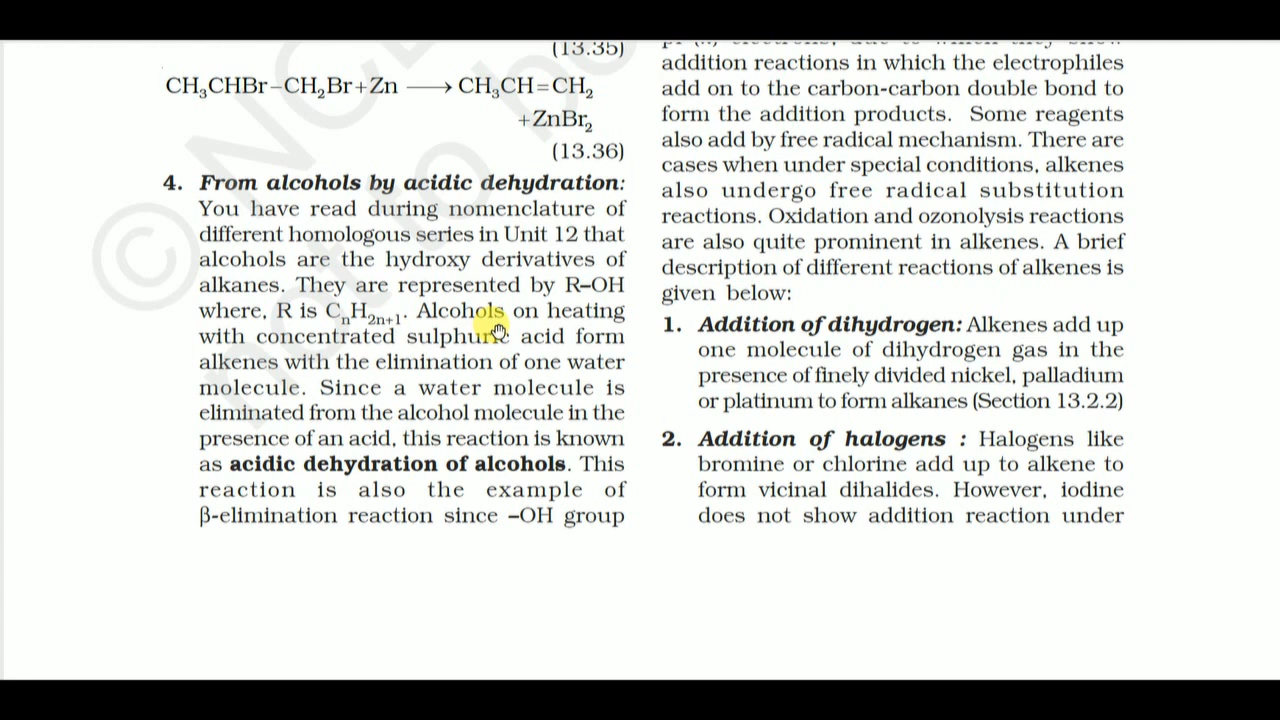 (13.35)
CH₃CHBr–CH₂Br+Zn ⟶ CH₃CH=CH₂
+ZnBr₂
(13.36)
4. From alcohols by acidic dehydration:
You have read during nomenclature of
different homologous series in Unit 12 that
alcohols are the hydroxy derivatives of
alkanes. They are represented by R–OH
where, R is CₙH₂ₙ₊₁. Alcohols on heating
with concentrated sulphuric acid form
alkenes with the elimination of one water
molecule. Since a water molecule is
eliminated from the alcohol molecule in the
presence of an acid, this reaction is known
as acidic dehydration of alcohols. This
reaction is also the example of
β-elimination reaction since –OH group
addition reactions in which the electrophiles
add on to the carbon-carbon double bond to
form the addition products. Some reagents
also add by free radical mechanism. There are
cases when under special conditions, alkenes
also undergo free radical substitution
reactions. Oxidation and ozonolysis reactions
are also quite prominent in alkenes. A brief
description of different reactions of alkenes is
given below:
1. Addition of dihydrogen: Alkenes add up
one molecule of dihydrogen gas in the
presence of finely divided nickel, palladium
or platinum to form alkanes (Section 13.2.2)
2. Addition of halogens : Halogens like
bromine or chlorine add up to alkene to
form vicinal dihalides. However, iodine
does not show addition reaction under